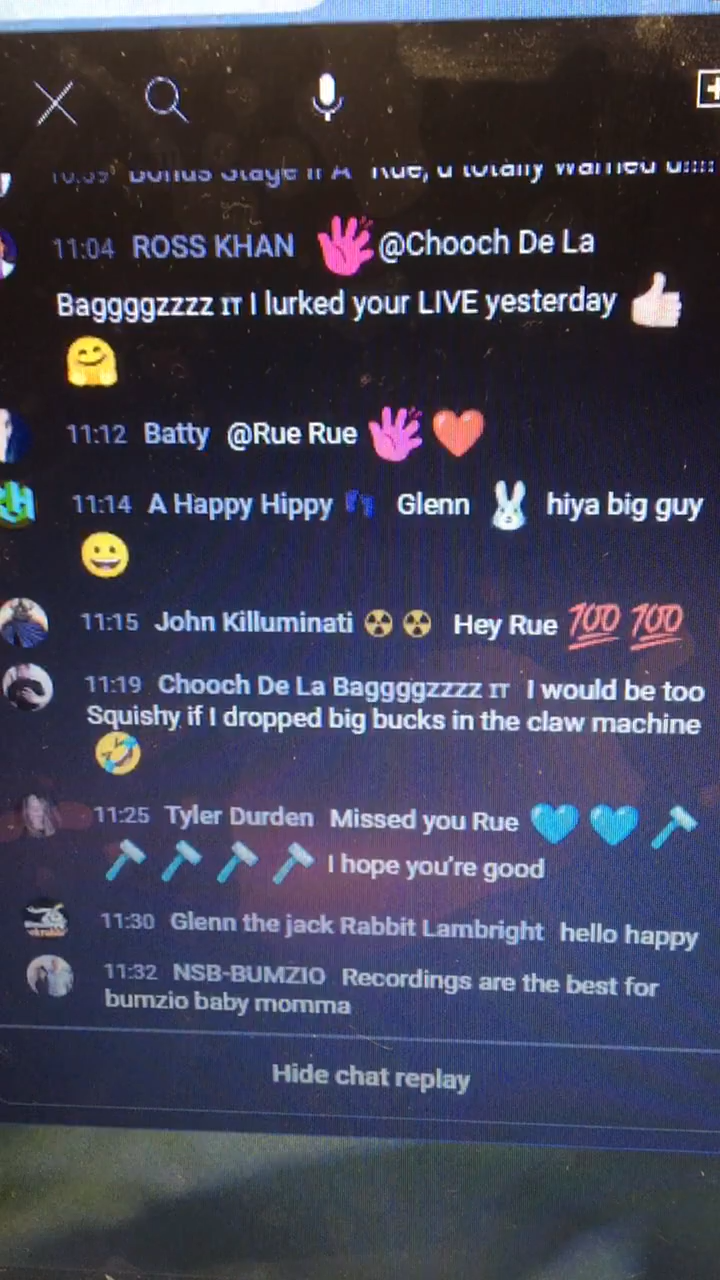 11:04 ROSS KHAN 👋@Chooch De La
Baggggzzzz IT I lurked your LIVE yesterday 👍
🤗
11:12 Batty @Rue Rue 👋❤️
11:14 A Happy Hippy 👣 Glenn 🐰 hiya big guy
😀
11:15 John Killuminati ☢️☢️ Hey Rue 💯💯
11:19 Chooch De La Baggggzzzz IT I would be too
Squishy if I dropped big bucks in the claw machine
🤣
11:25 Tyler Durden Missed you Rue 🩵🩵🪒
🪒🪒🪒🪒 I hope you're good
11:30 Glenn the jack Rabbit Lambright hello happy
11:32 NSB-BUMZIO Recordings are the best for
bumzio baby momma
Hide chat replay